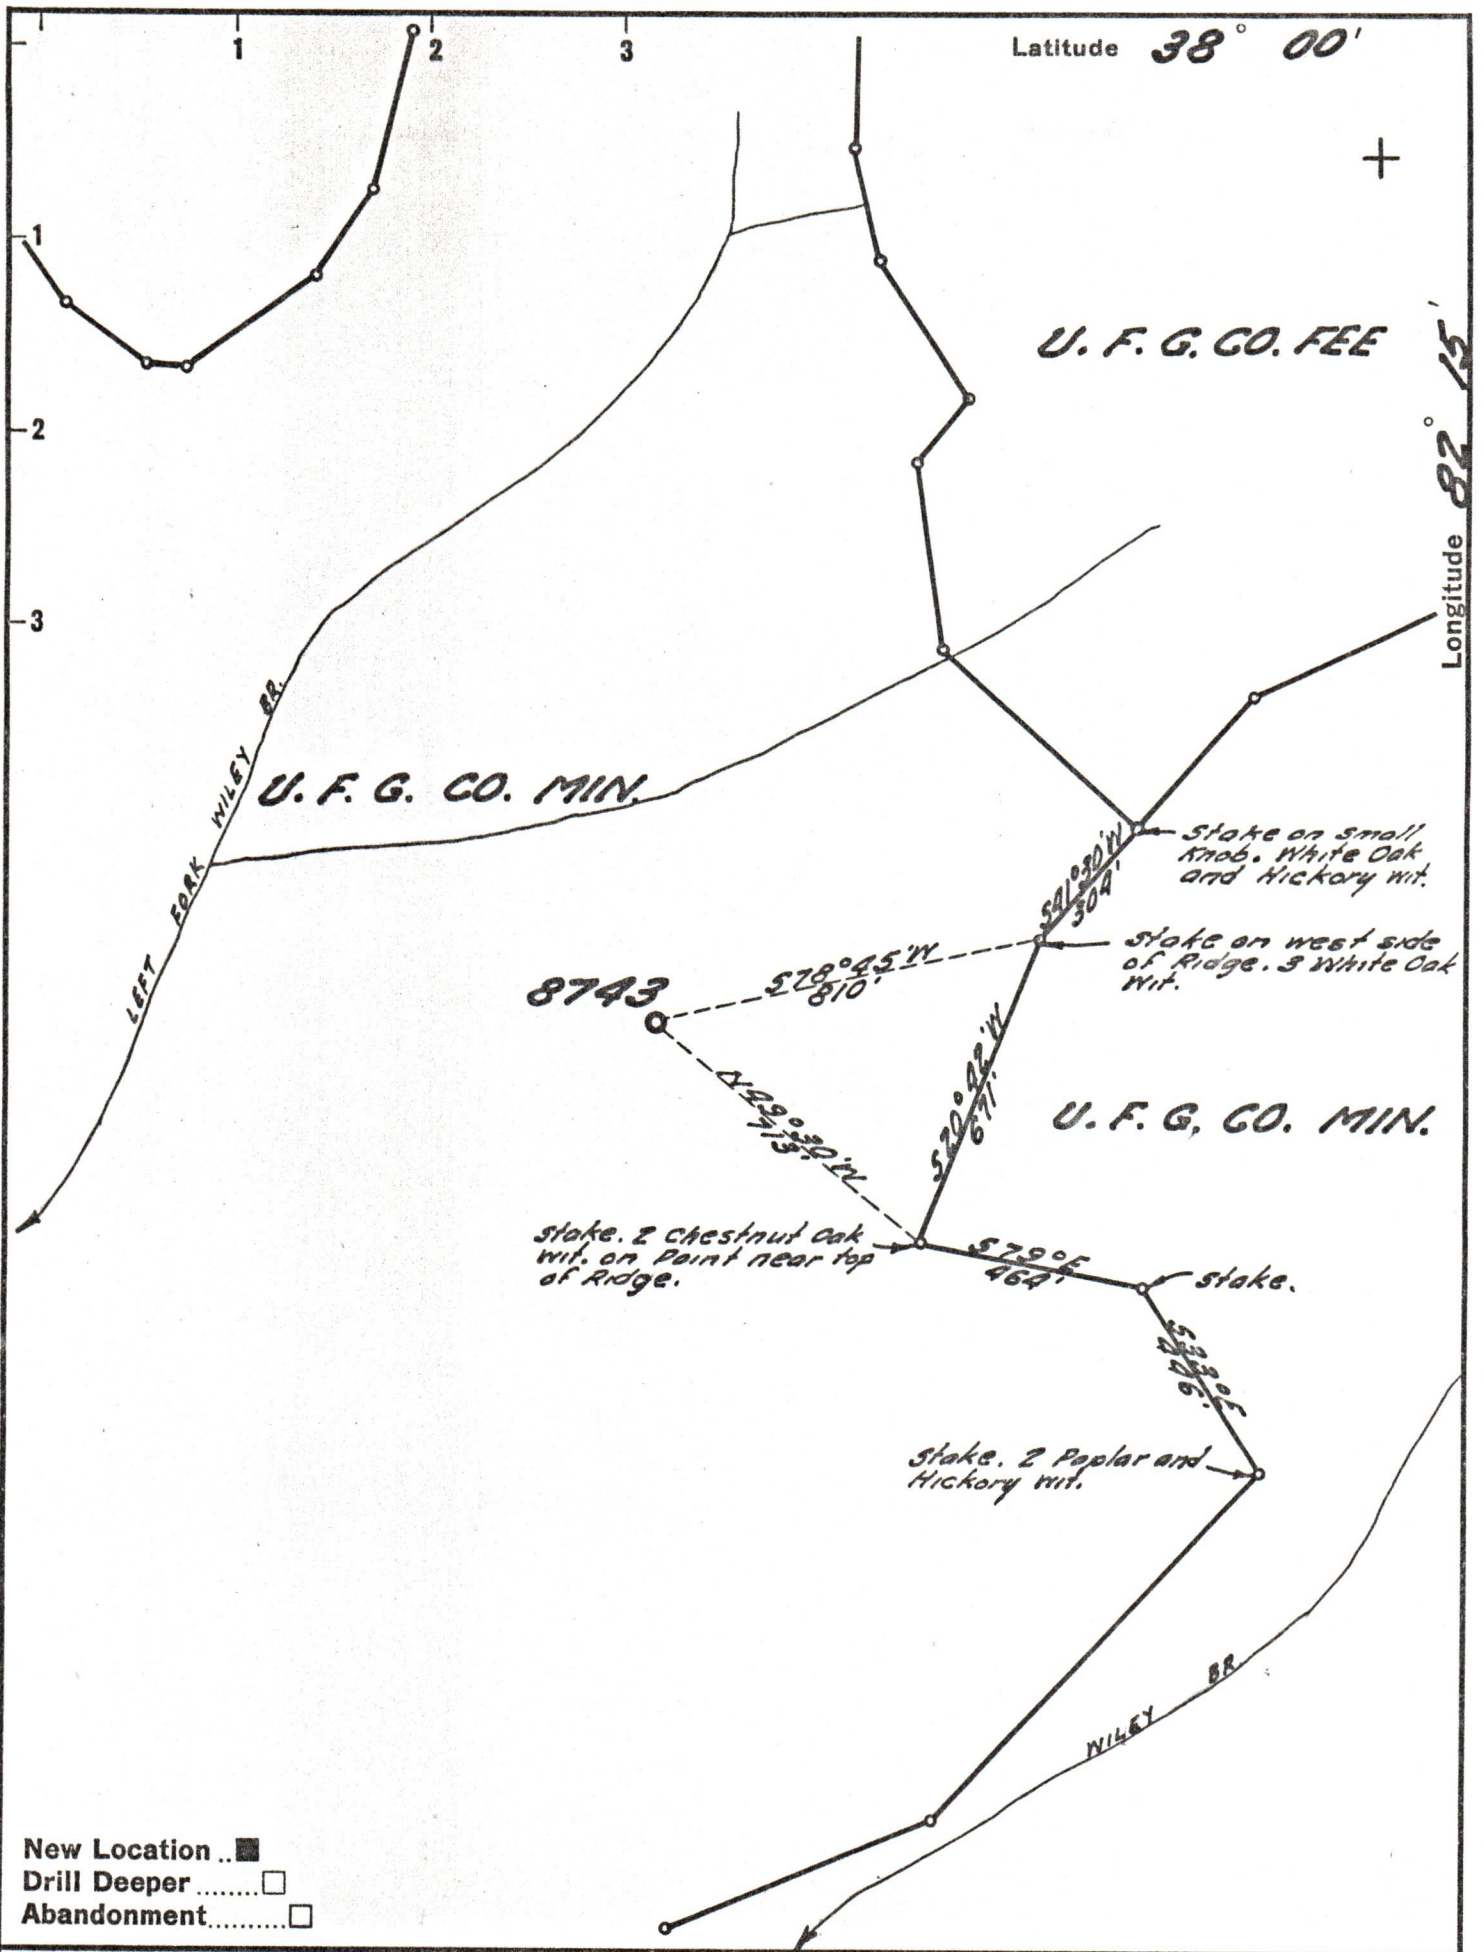 1
2
3
Latitude 38° 00'
1
2
3
Longitude 82° 15'
U. F. G. CO. FEE
LEFT FORK WILEY BR.
U. F. G. CO. MIN.
S41°30'W
304'
Stake on small
Knob. White Oak
and Hickory wit.
Stake on west side
of Ridge. 3 White Oak
Wit.
8743
S78°45'W
810'
S20°42'W
671'
N49°30'W
713'
U. F. G. CO. MIN.
Stake. 2 Chestnut Oak
Wit. on Point near top
of Ridge.
S79°E
464'
Stake.
S33°E
Stake. 2 Poplar and
Hickory wit.
WILEY BR.
New Location ..■
Drill Deeper ........□
Abandonment..........□